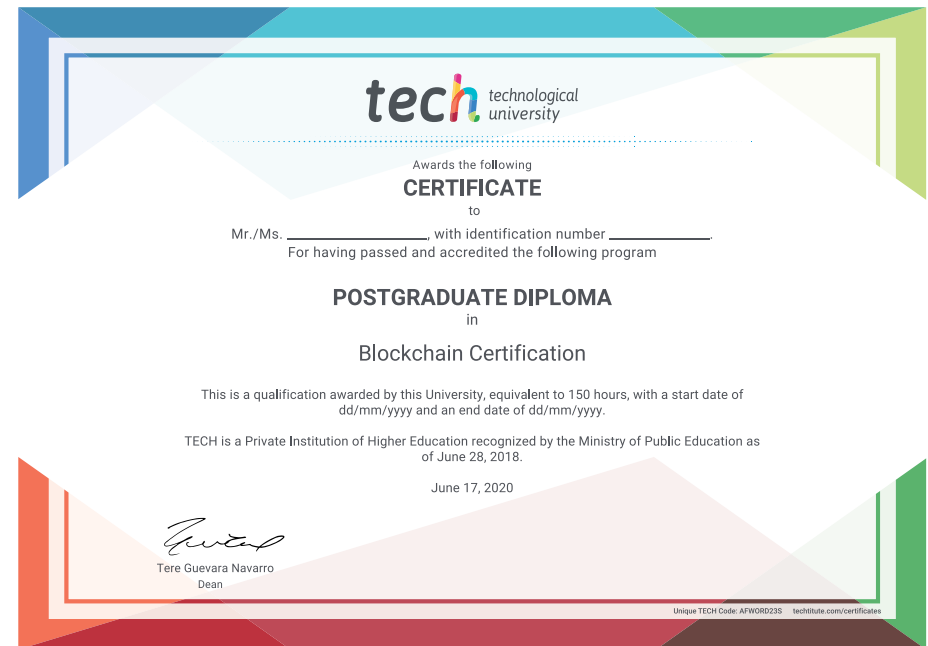 tech technological
university
Awards the following
CERTIFICATE
to
Mr./Ms. ____________________, with identification number ______________.
For having passed and accredited the following program
POSTGRADUATE DIPLOMA
in
Blockchain Certification
This is a qualification awarded by this University, equivalent to 150 hours, with a start date of
dd/mm/yyyy and an end date of dd/mm/yyyy.
TECH is a Private Institution of Higher Education recognized by the Ministry of Public Education as
of June 28, 2018.
June 17, 2020
Tere Guevara Navarro
Dean
Unique TECH Code: AFWORD23S techtitute.com/certificates